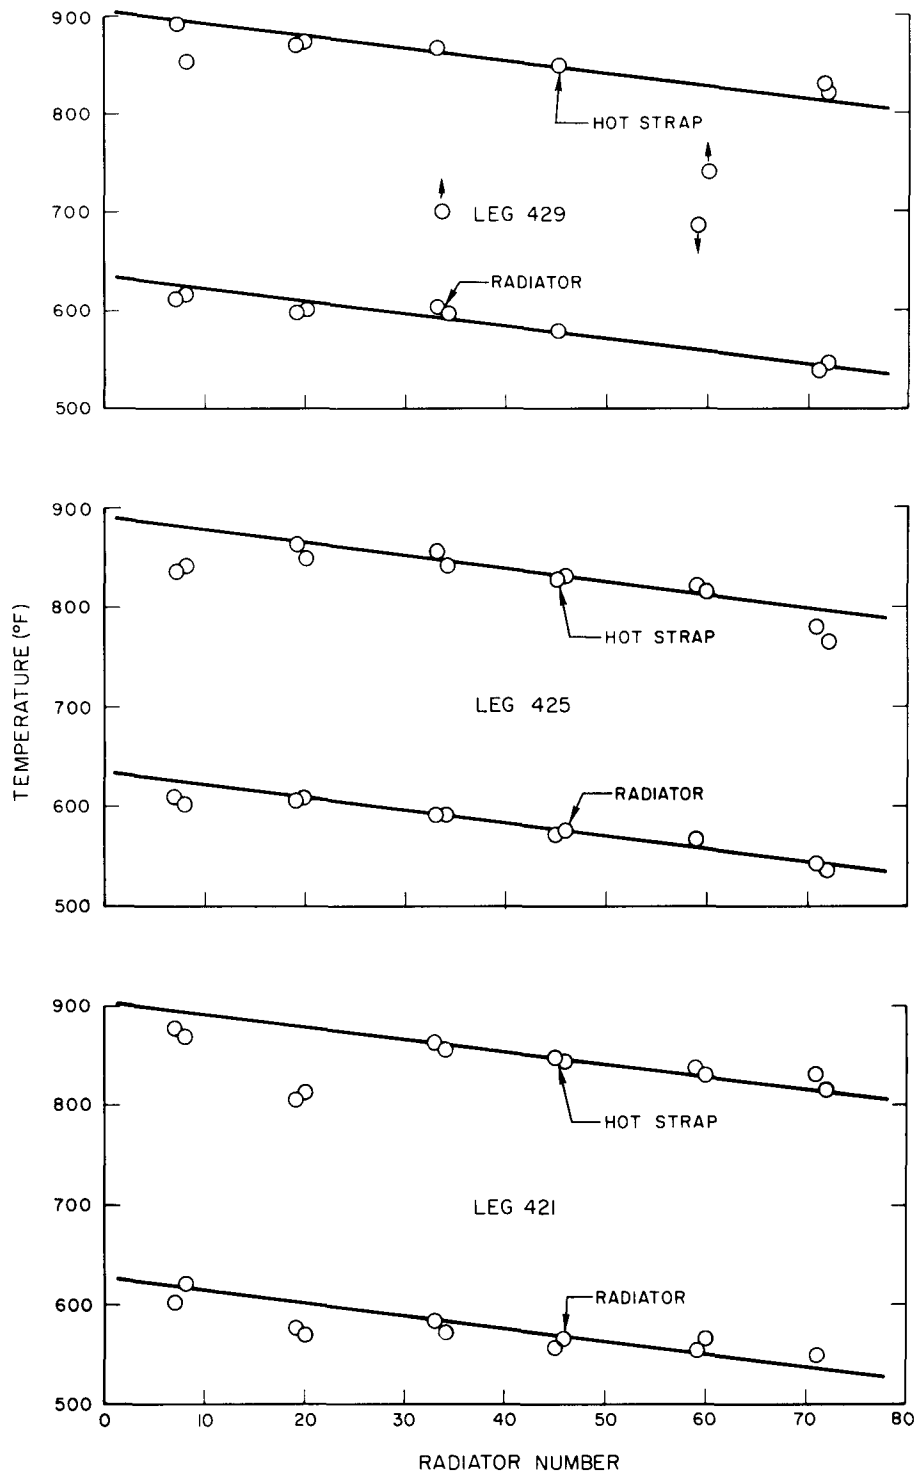 900
800
HOT STRAP
700
LEG 429
RADIATOR
600
500
900
800
HOT STRAP
700
LEG 425
RADIATOR
600
500
TEMPERATURE (°F)
900
800
HOT STRAP
700
LEG 421
600
RADIATOR
500
0 10 20 30 40 50 60 70 80
RADIATOR NUMBER